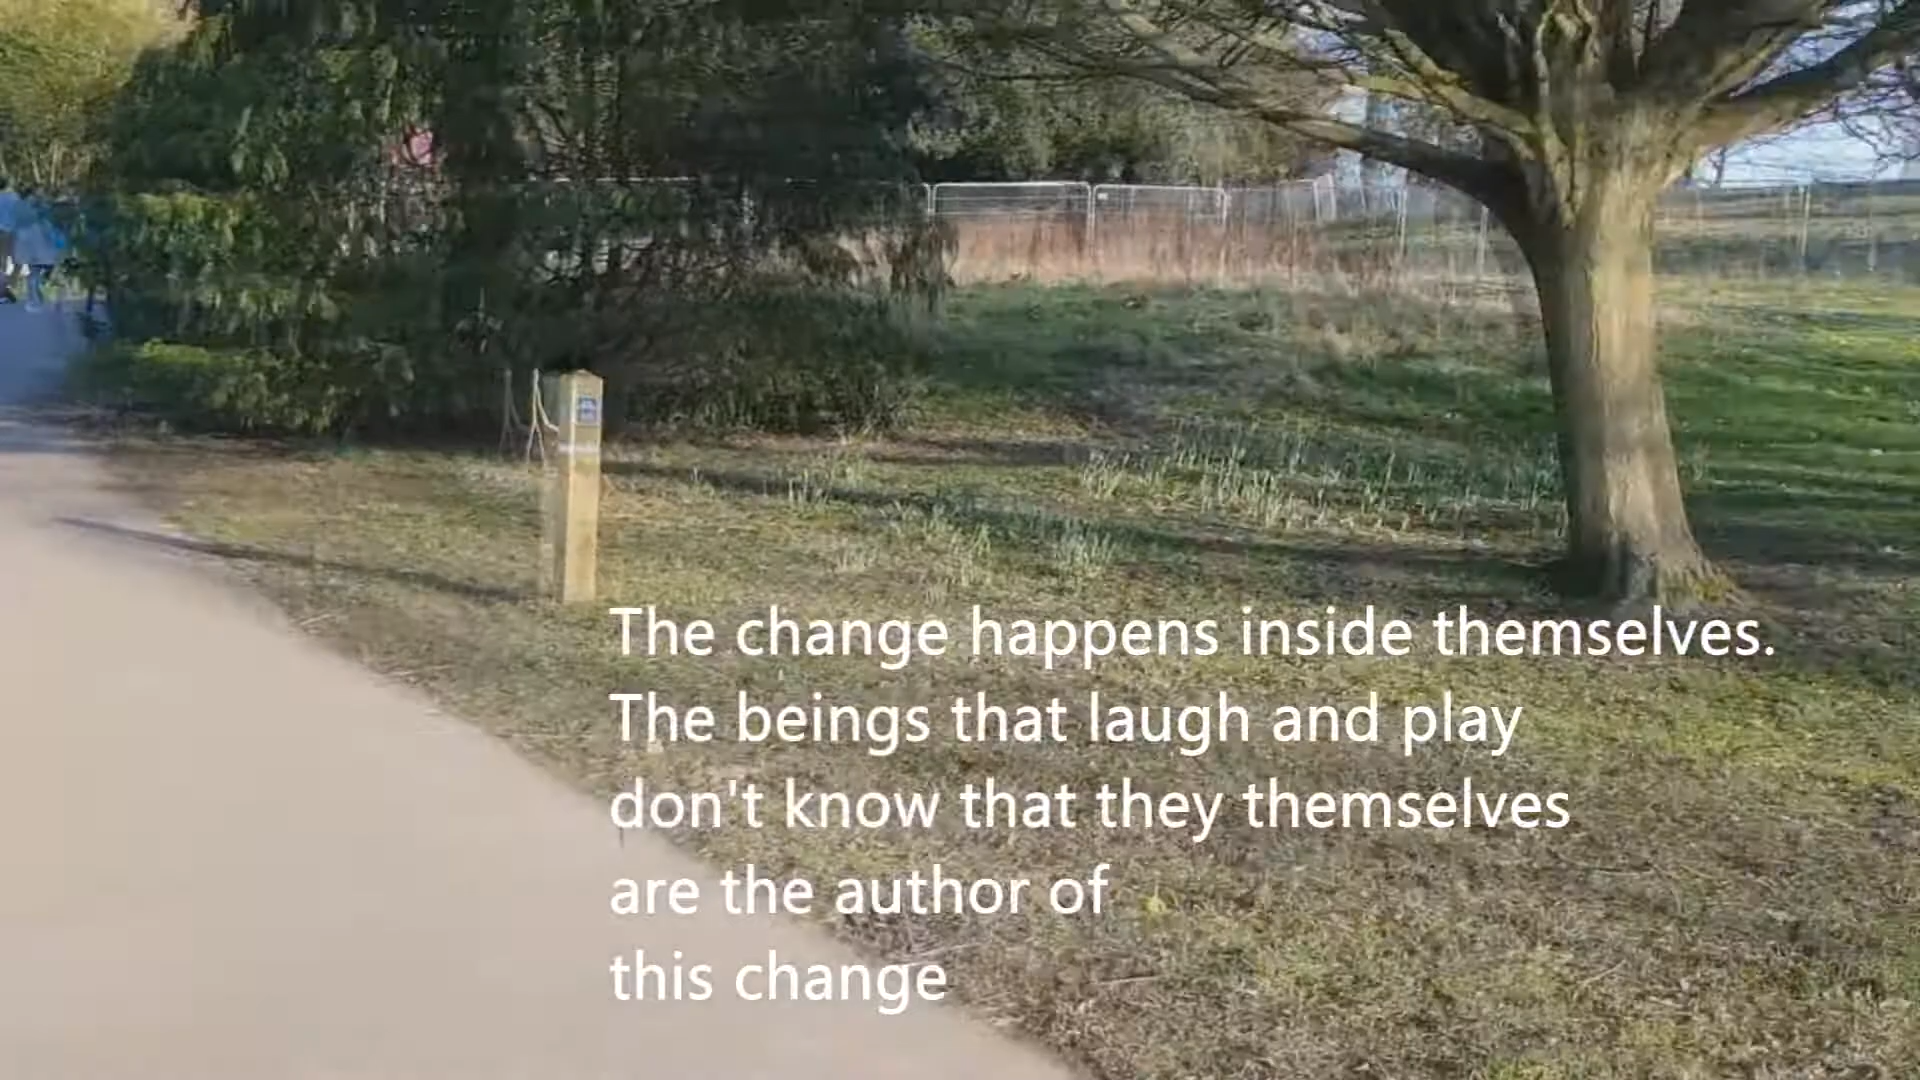 The change happens inside themselves.
The beings that laugh and play
don't know that they themselves
are the author of
this change